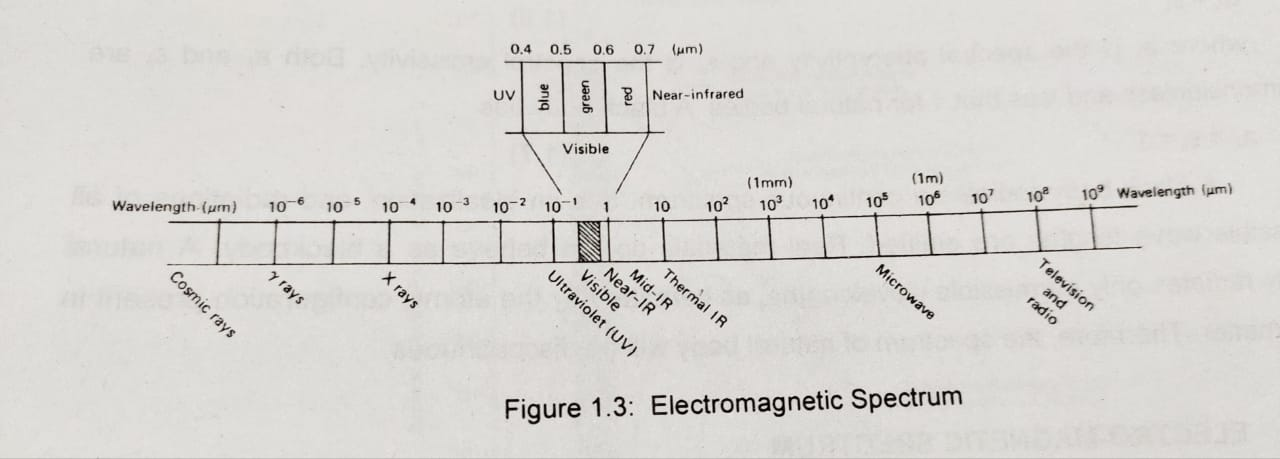 0.4 0.5 0.6 0.7 (μm)
UV blue green red Near-infrared
Visible
(1mm) (1m)
Wavelength (μm) 10⁻⁶ 10⁻⁵ 10⁻⁴ 10⁻³ 10⁻² 10⁻¹ 1 10 10² 10³ 10⁴ 10⁵ 10⁶ 10⁷ 10⁸ 10⁹ Wavelength (μm)
Cosmic rays
γ rays
X rays
Ultraviolet (UV)
Visible
Near-IR
Mid-IR
Thermal IR
Microwave
Television
and
radio
Figure 1.3: Electromagnetic Spectrum